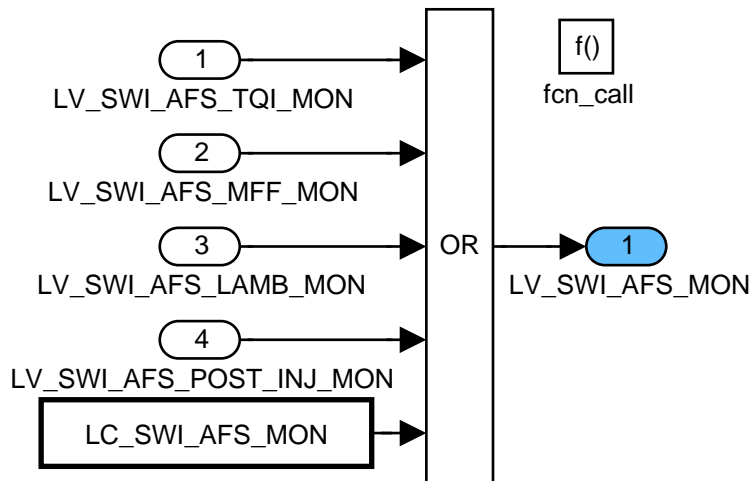 1
LV_SWI_AFS_TQI_MON
2
LV_SWI_AFS_MFF_MON
3
LV_SWI_AFS_LAMB_MON
4
LV_SWI_AFS_POST_INJ_MON
LC_SWI_AFS_MON
OR
f()
fcn_call
1
LV_SWI_AFS_MON